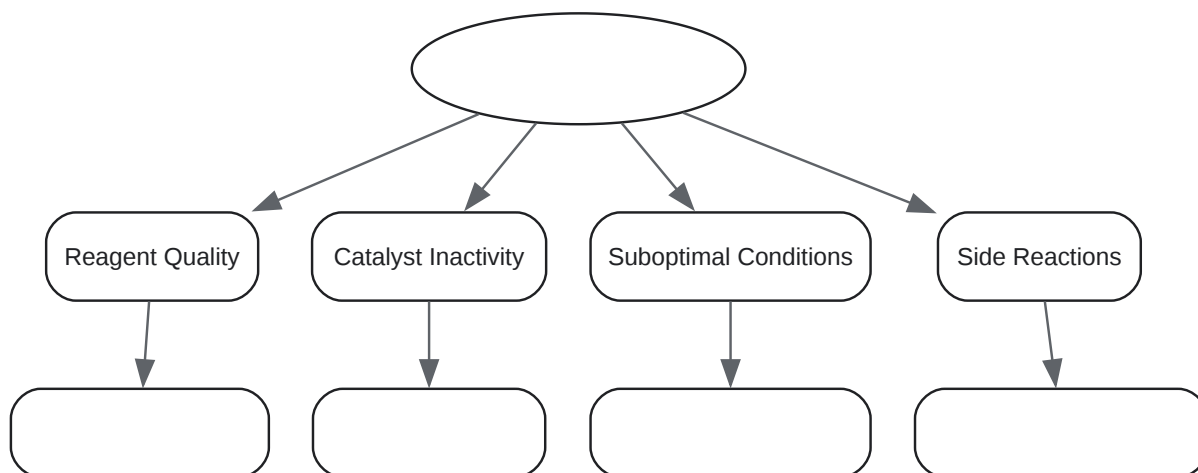 Reagent Quality
Catalyst Inactivity
Suboptimal Conditions
Side Reactions